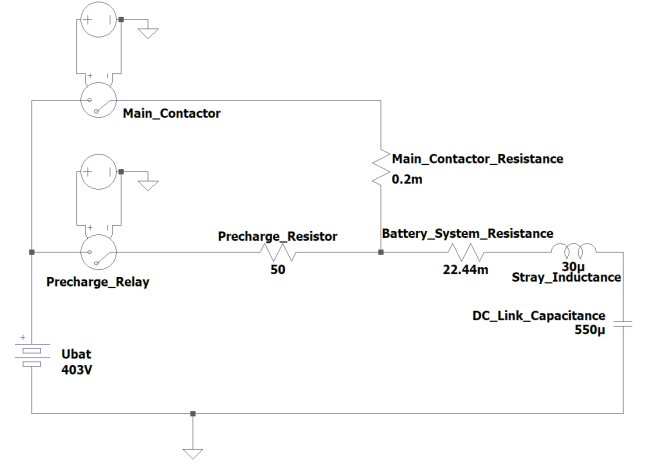 Main_Contactor
Main_Contactor_Resistance
0.2m
Precharge_Resistor
50
Battery_System_Resistance
22.44m
30µ
Stray_Inductance
Precharge_Relay
DC_Link_Capacitance
550µ
Ubat
403V